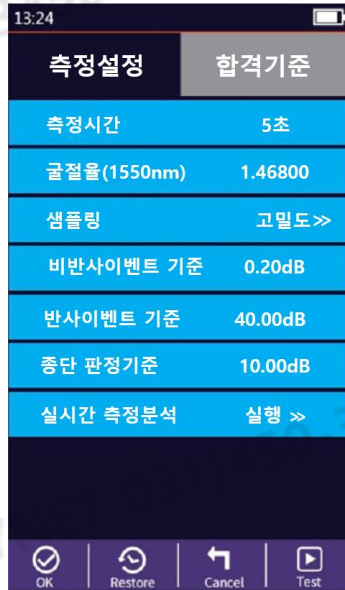 13:24
측정설정 합격기준
측정시간 5초
굴절율(1550nm) 1.46800
샘플링 고밀도≫
비반사이벤트 기준 0.20dB
반사이벤트 기준 40.00dB
종단 판정기준 10.00dB
실시간 측정분석 실행 ≫
OK Restore Cancel Test